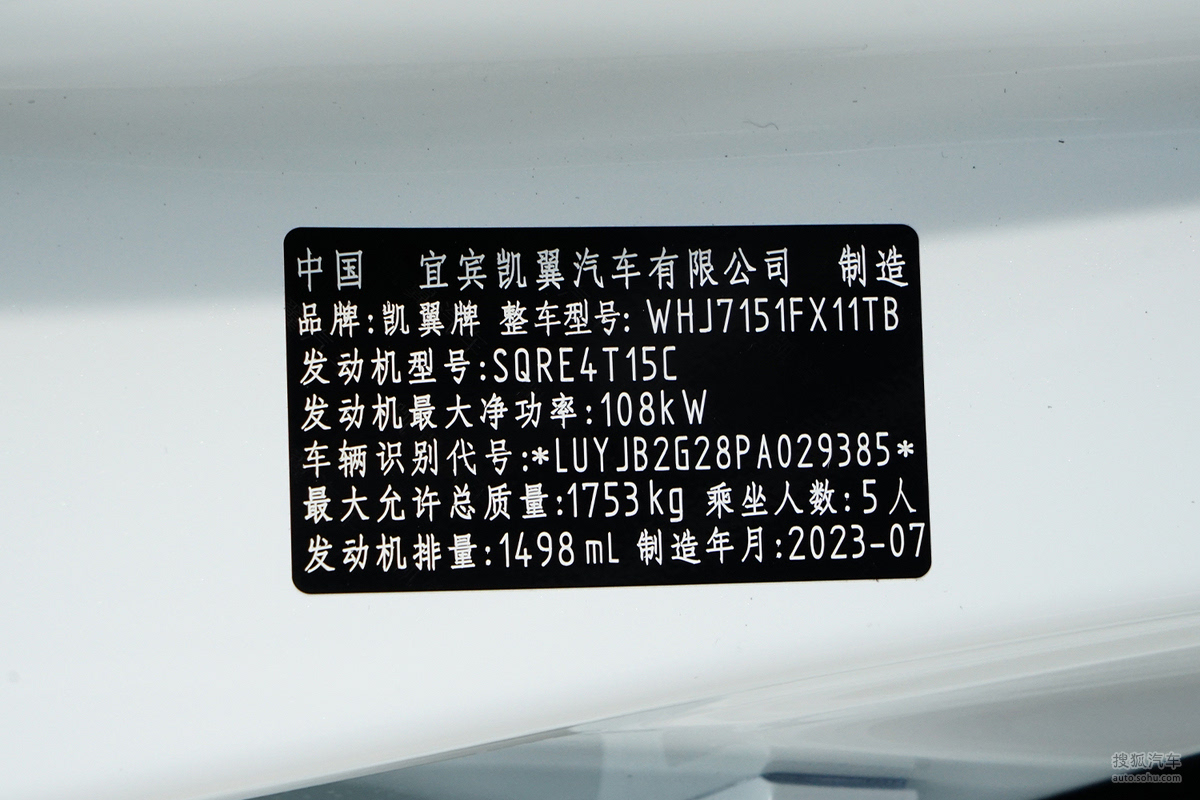 中国 宜宾凯翼汽车有限公司 制造
品牌:凯翼牌 整车型号: WHJ7151FX11TB
发动机型号:SQRE4T15C
发动机最大净功率:108kW
车辆识别代号:*LUYJB2G28PA029385*
最大允许总质量:1753kg 乘坐人数:5人
发动机排量:1498mL 制造年月:2023-07
搜狐汽车
auto.sohu.com